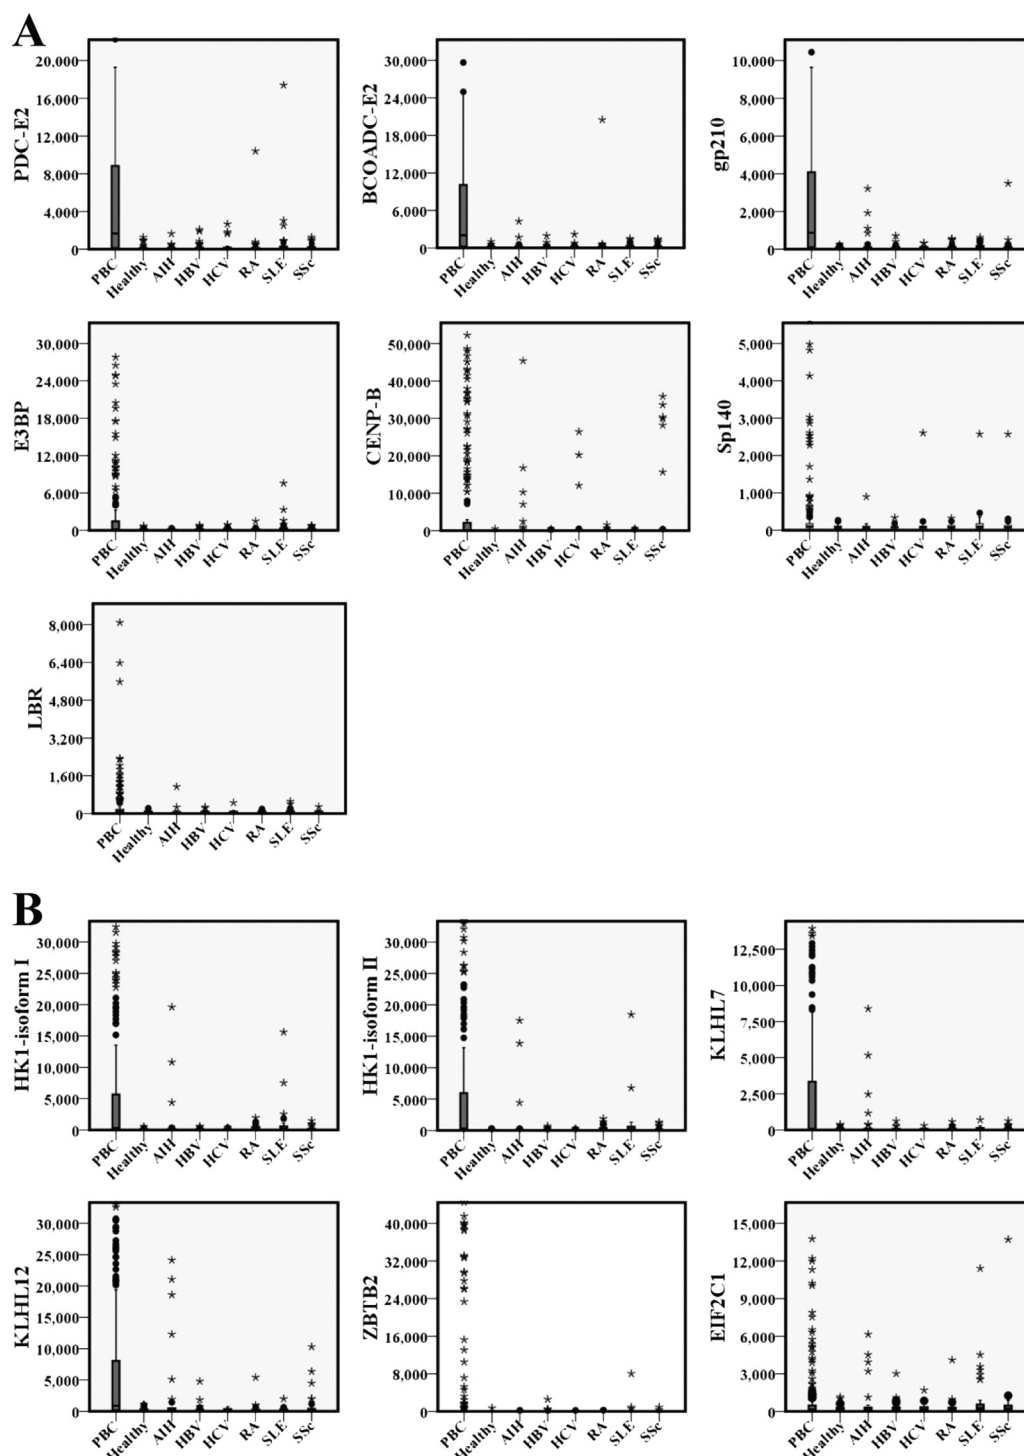 A
PDC-E2
20,000
16,000
12,000
8,000
4,000
0
PBC
Healthy
AIH
HBV
HCV
RA
SLE
SSc
BCOADC-E2
30,000
24,000
18,000
10,000
6,000
0
PBC
Healthy
AIH
HBV
HCV
RA
SLE
SSc
gp210
10,000
8,000
6,000
4,000
2,000
0
PBC
Healthy
AIH
HBV
HCV
RA
SLE
SSc
E3BP
30,000
24,000
18,000
12,000
6,000
0
PBC
Healthy
AIH
HBV
HCV
RA
SLE
SSc
CENP-B
50,000
40,000
30,000
20,000
10,000
0
PBC
Healthy
AIH
HBV
HCV
RA
SLE
SSc
Sp140
5,000
4,000
3,000
2,000
1,000
0
PBC
Healthy
AIH
HBV
HCV
RA
SLE
SSc
LBR
8,000
6,400
4,800
3,200
1,600
0
PBC
Healthy
AIH
HBV
HCV
RA
SLE
SSc
B
HK1-isoform I
30,000
25,000
20,000
15,000
10,000
5,000
0
PBC
Healthy
AIH
HBV
HCV
RA
SLE
SSc
HK1-isoform II
30,000
25,000
20,000
15,000
10,000
5,000
0
PBC
Healthy
AIH
HBV
HCV
RA
SLE
SSc
KLHL7
12,500
10,000
7,500
5,000
2,500
0
PBC
Healthy
AIH
HBV
HCV
RA
SLE
SSc
KLHL12
30,000
25,000
20,000
15,000
10,000
5,000
0
PBC
Healthy
AIH
HBV
HCV
RA
SLE
SSc
ZBTB2
40,000
32,000
24,000
16,000
8,000
0
PBC
Healthy
AIH
HBV
HCV
RA
SLE
SSc
EIF2C1
15,000
12,000
9,000
6,000
3,000
0
PBC
Healthy
AIH
HBV
HCV
RA
SLE
SSc